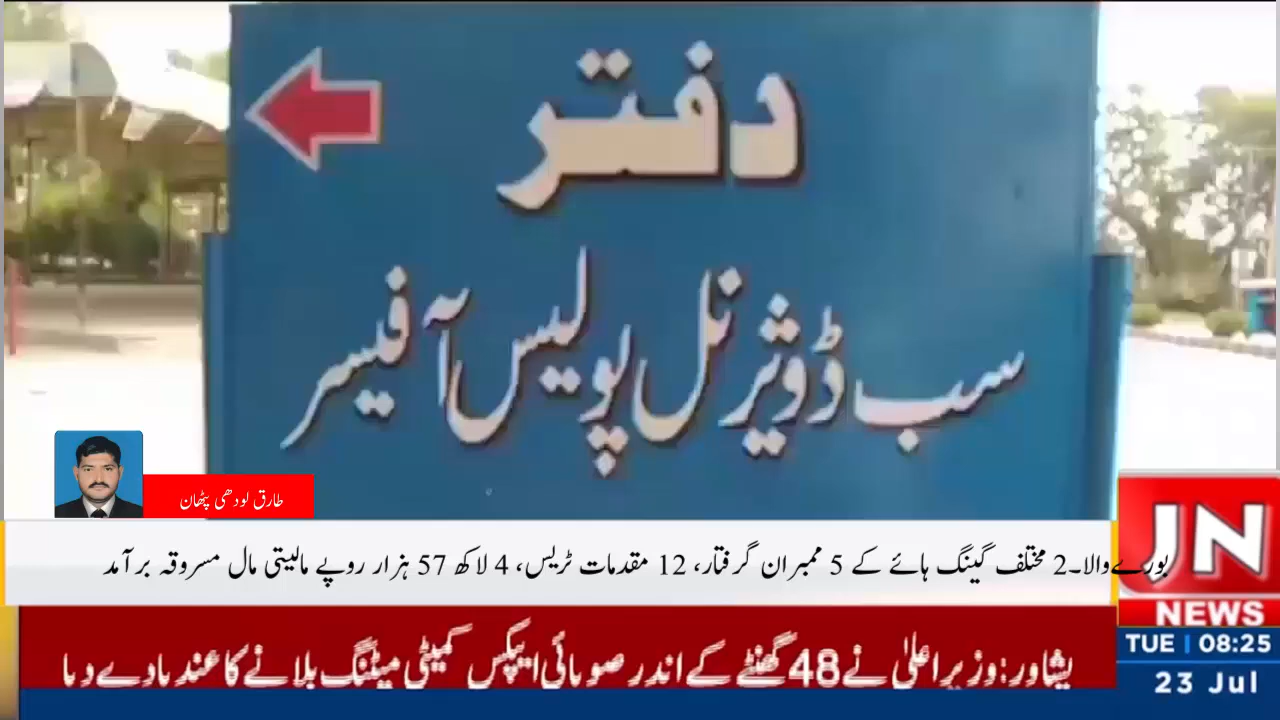 دفتر
سب ڈویژنل پولیس آفیسر
طارق لودھی پٹھان
بورےوالا۔2 مختلف گینگ ہائے کے 5 ممبران گرفتار، 12 مقدمات ٹریس، 4 لاکھ 57 ہزار روپے مالیتی مال مسروقہ برآمد
JN
NEWS
پشاور:وزیراعلیٰ نے 48 گھنٹے کے اندر صوبائی ایپکس کمیٹی میٹنگ بلانے کا عندیہ دے دیا
TUE | 08:25
23 Jul